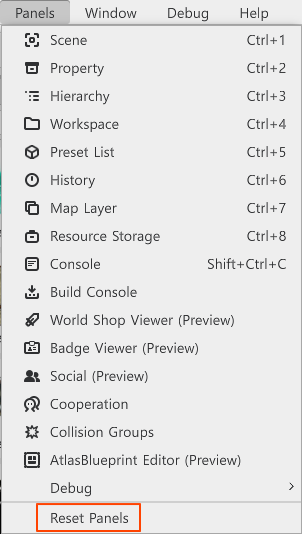 Panels Window Debug Help
Scene Ctrl+1
Property Ctrl+2
Hierarchy Ctrl+3
Workspace Ctrl+4
Preset List Ctrl+5
History Ctrl+6
Map Layer Ctrl+7
Resource Storage Ctrl+8
Console Shift+Ctrl+C
Build Console
World Shop Viewer (Preview)
Badge Viewer (Preview)
Social (Preview)
Cooperation
Collision Groups
AtlasBlueprint Editor (Preview)
Debug
Reset Panels